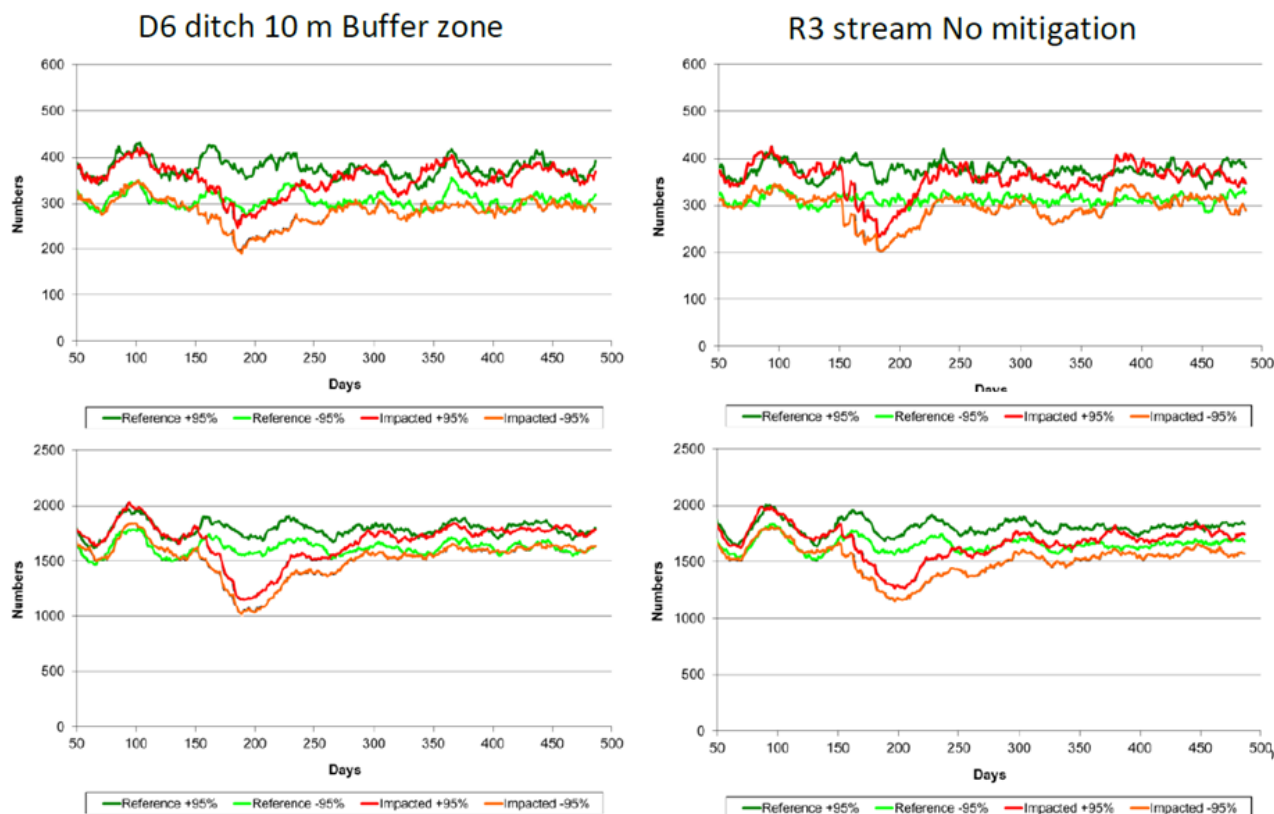 D6 ditch 10 m Buffer zone
R3 stream No mitigation
600
500
400
300
200
100
0
Numbers
50 100 150 200 250 300 350 400 450 500
Days
Reference +95% Reference -95% Impacted +95% Impacted -95%
600
500
400
300
200
100
0
Numbers
50 100 150 200 250 300 350 400 450 500
Days
Reference +95% Reference -95% Impacted +95% Impacted -95%
2500
2000
1500
1000
500
0
Numbers
50 100 150 200 250 300 350 400 450 500
Days
Reference +95% Reference -95% Impacted +95% Impacted -95%
2500
2000
1500
1000
500
0
Numbers
50 100 150 200 250 300 350 400 450 500
Days
Reference +95% Reference -95% Impacted +95% Impacted -95%